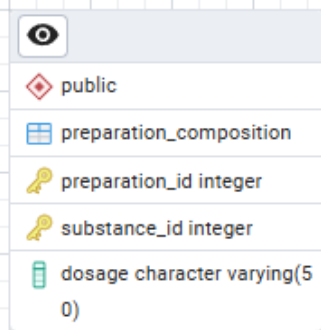 public
preparation_composition
preparation_id integer
substance_id integer
dosage character varying(5
0)